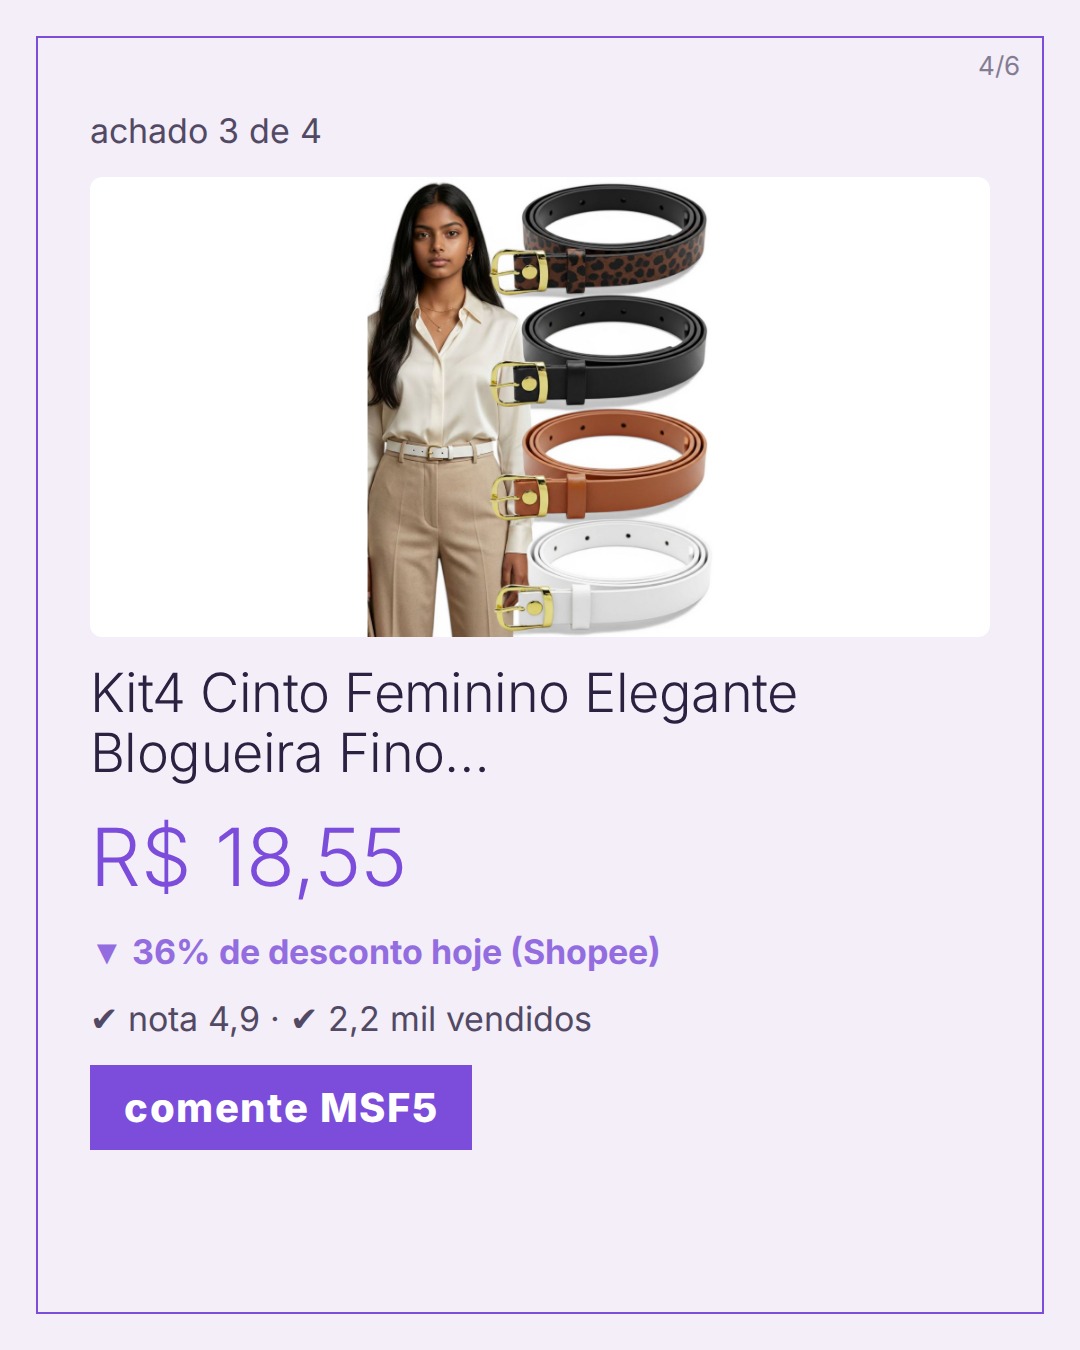 4/6
achado 3 de 4
Kit4 Cinto Feminino Elegante
Blogueira Fino...
R$ 18,55
▼ 36% de desconto hoje (Shopee)
✔ nota 4,9 · ✔ 2,2 mil vendidos
comente MSF5